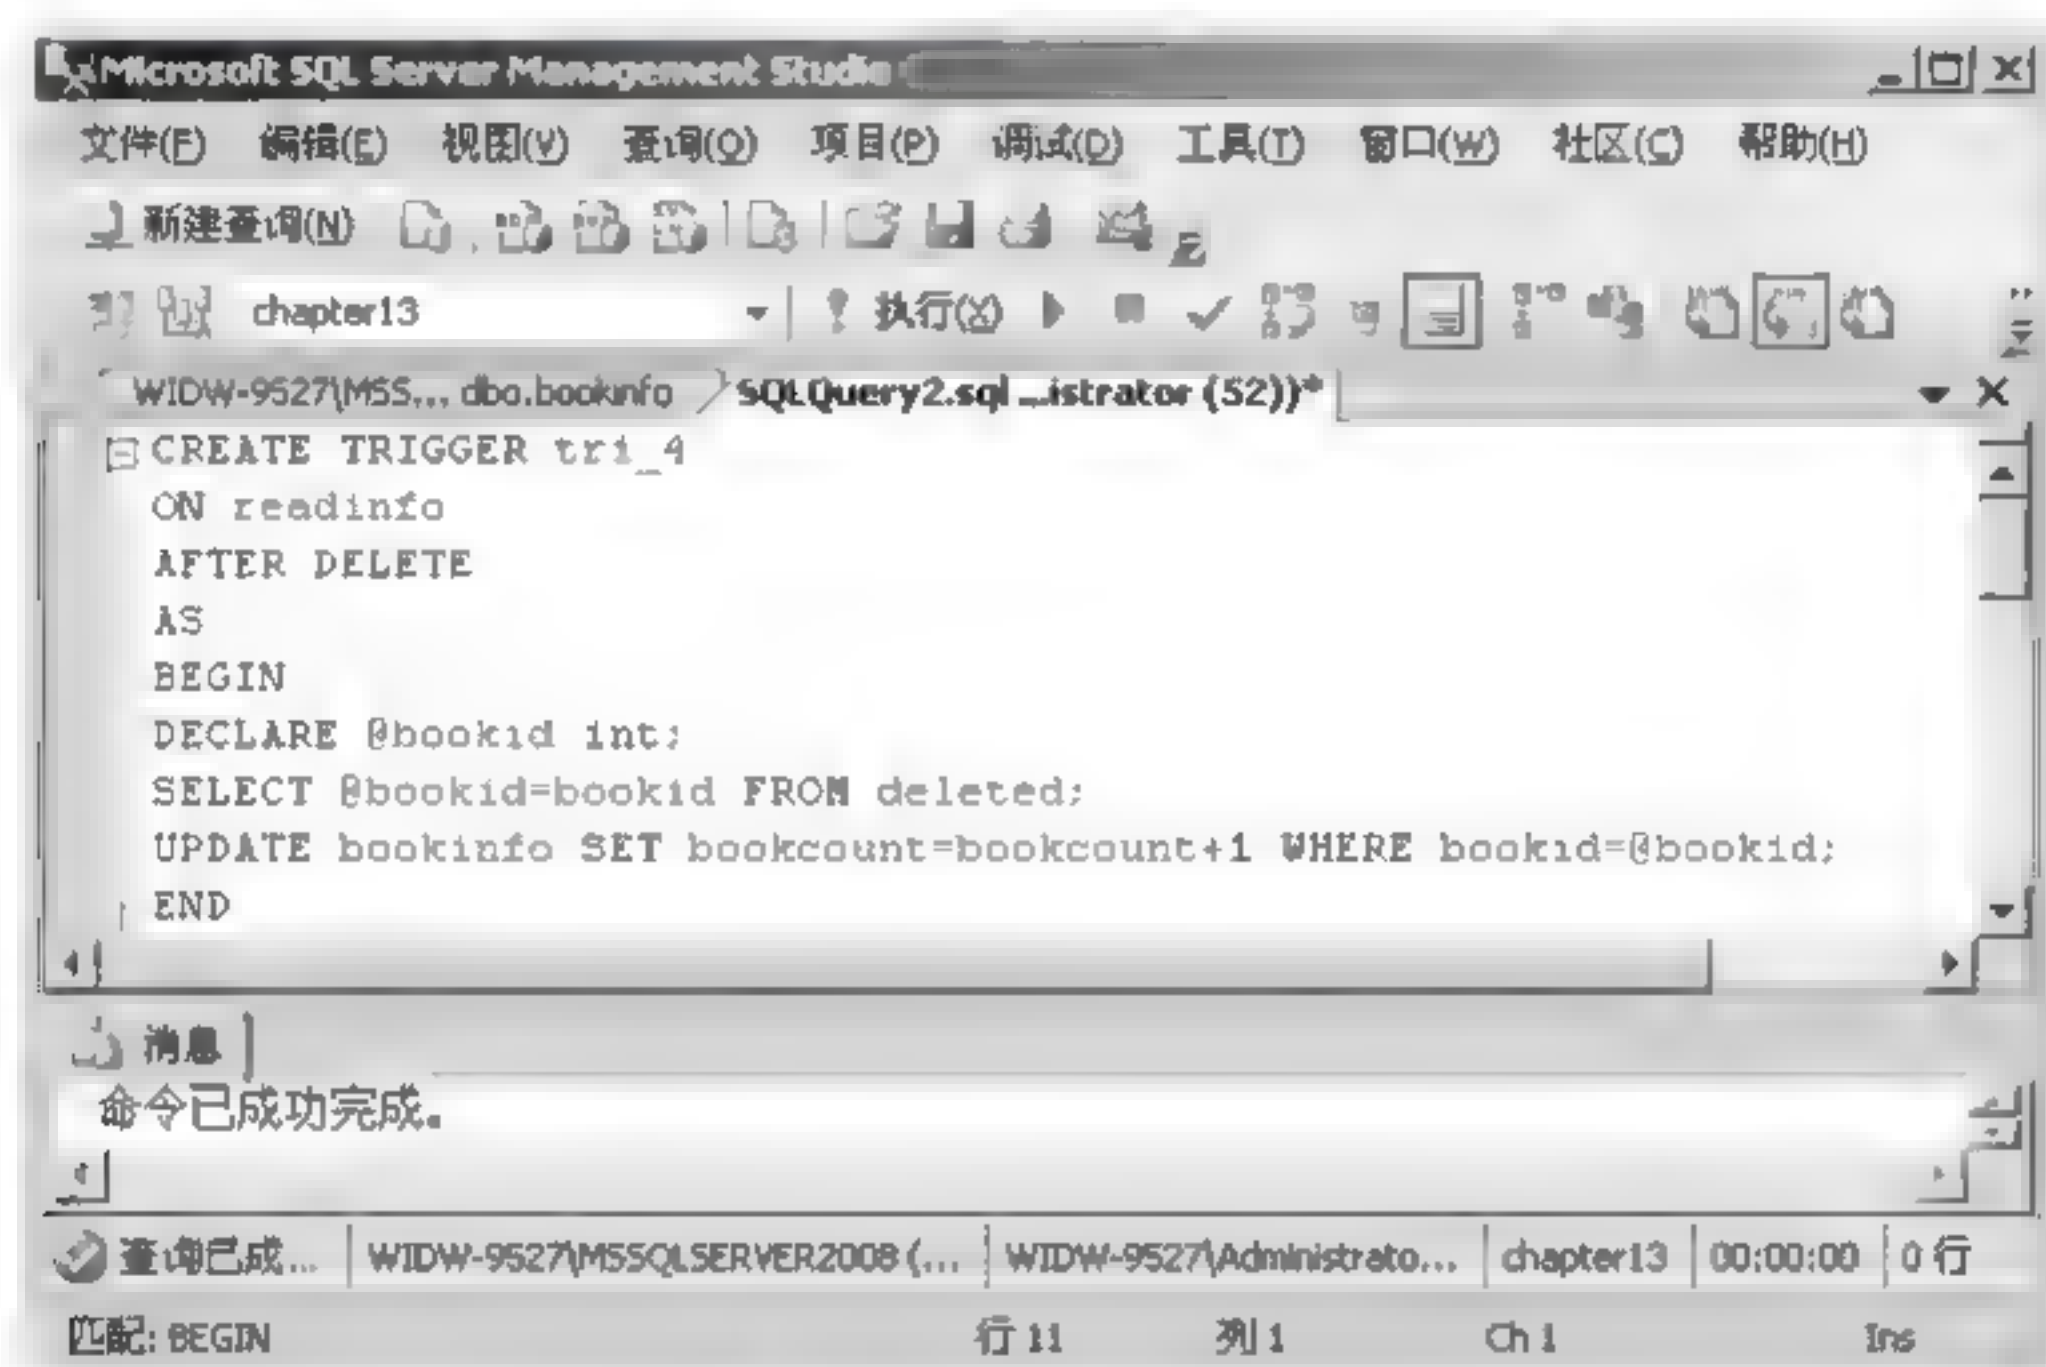 Microsoft SQL Server Management Studio
文件(F) 编辑(E) 视图(V) 查询(Q) 项目(P) 调试(D) 工具(T) 窗口(W) 社区(C) 帮助(H)
新建查询(N)
chapter13 执行(X)
WIDW-9527\MSS... dbo.bookinfo SQLQuery2.sql ...istrator (52))*
CREATE TRIGGER tri_4
ON readinfo
AFTER DELETE
AS
BEGIN
DECLARE @bookid int;
SELECT @bookid=bookid FROM deleted;
UPDATE bookinfo SET bookcount=bookcount+1 WHERE bookid=@bookid;
END
消息
命令已成功完成。
查询已成... WIDW-9527\MSSQLSERVER2008 (... WIDW-9527\Administrato... chapter13 00:00:00 0 行
匹配: BEGIN 行 11 列 1 Ch 1 Ins